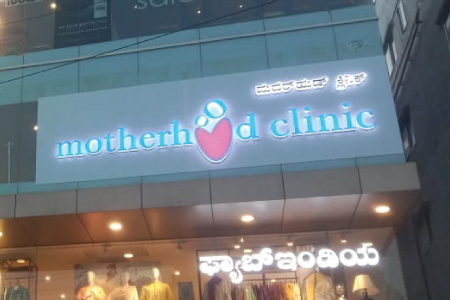 ಮದರ್‌ಹುಡ್ ಕ್ಲಿನಿಕ್
motherhood clinic
ಫ್ಯಾಬ್ಇಂಡಿಯ